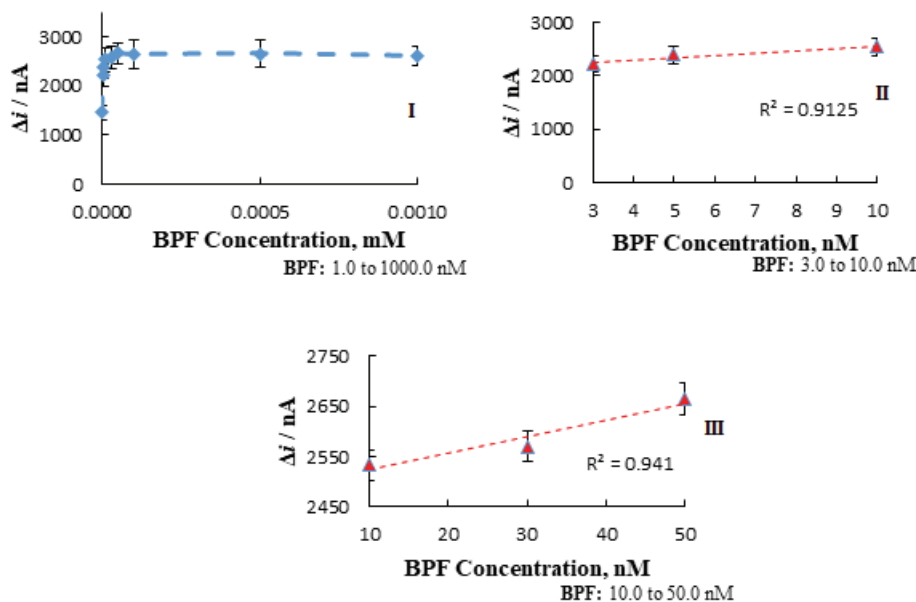 Δi / nA
3000
2000
1000
0
0.0000 0.0005 0.0010
I
BPF Concentration, mM
BPF: 1.0 to 1000.0 nM
Δi / nA
3000
2000
1000
0
3 4 5 6 7 8 9 10
II
R² = 0.9125
BPF Concentration, nM
BPF: 3.0 to 10.0 nM
Δi / nA
2750
2650
2550
2450
10 20 30 40 50
III
R² = 0.941
BPF Concentration, nM
BPF: 10.0 to 50.0 nM